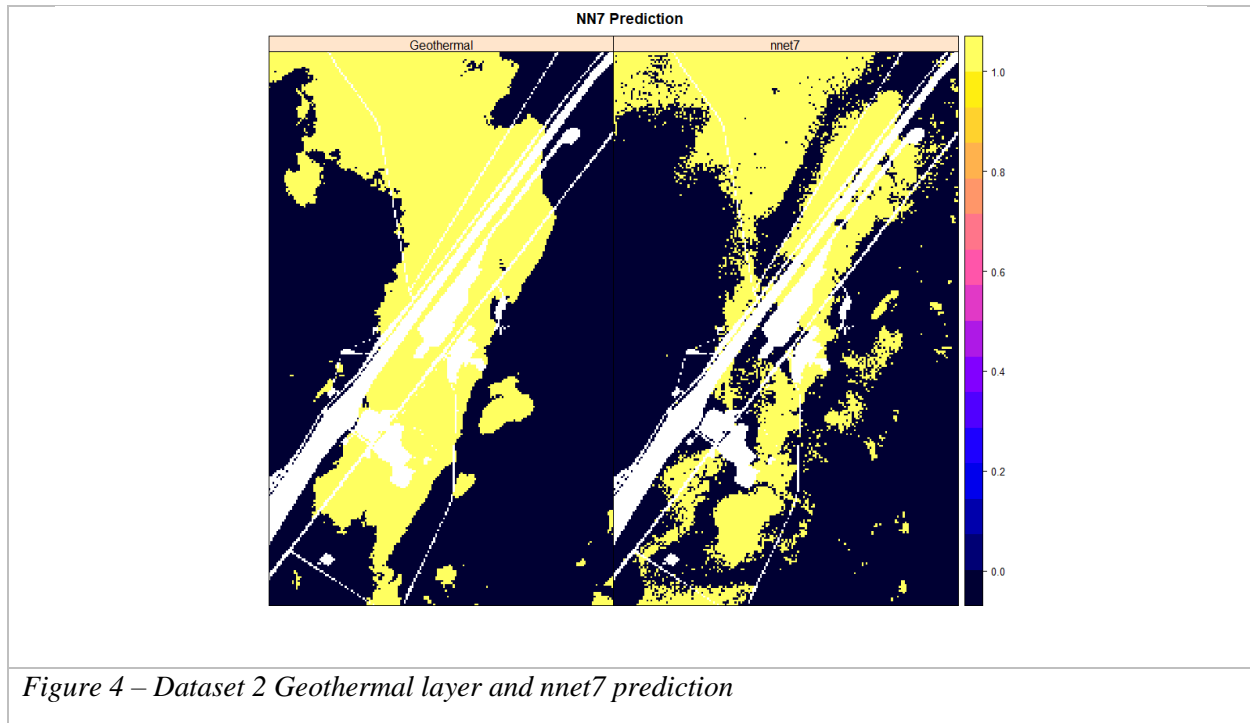 NN7 Prediction
Geothermal nnet7
1.0
0.8
0.6
0.4
0.2
0.0
Figure 4 – Dataset 2 Geothermal layer and nnet7 prediction